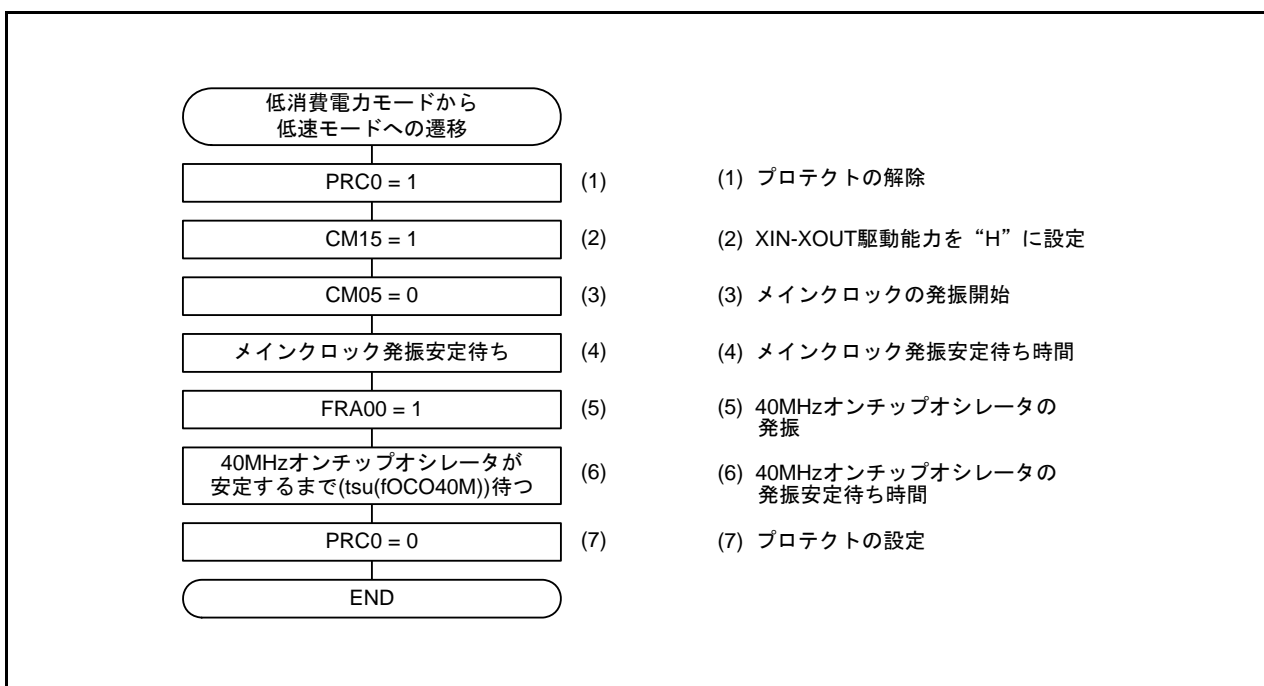 低消費電力モードから
低速モードへの遷移
PRC0 = 1
(1)
(1) プロテクトの解除
CM15 = 1
(2)
(2) XIN-XOUT駆動能力を“H”に設定
CM05 = 0
(3)
(3) メインクロックの発振開始
メインクロック発振安定待ち
(4)
(4) メインクロック発振安定待ち時間
FRA00 = 1
(5)
(5) 40MHzオンチップオシレータの
発振
40MHzオンチップオシレータが
安定するまで(tsu(fOCO40M))待つ
(6)
(6) 40MHzオンチップオシレータの
発振安定待ち時間
PRC0 = 0
(7)
(7) プロテクトの設定
END